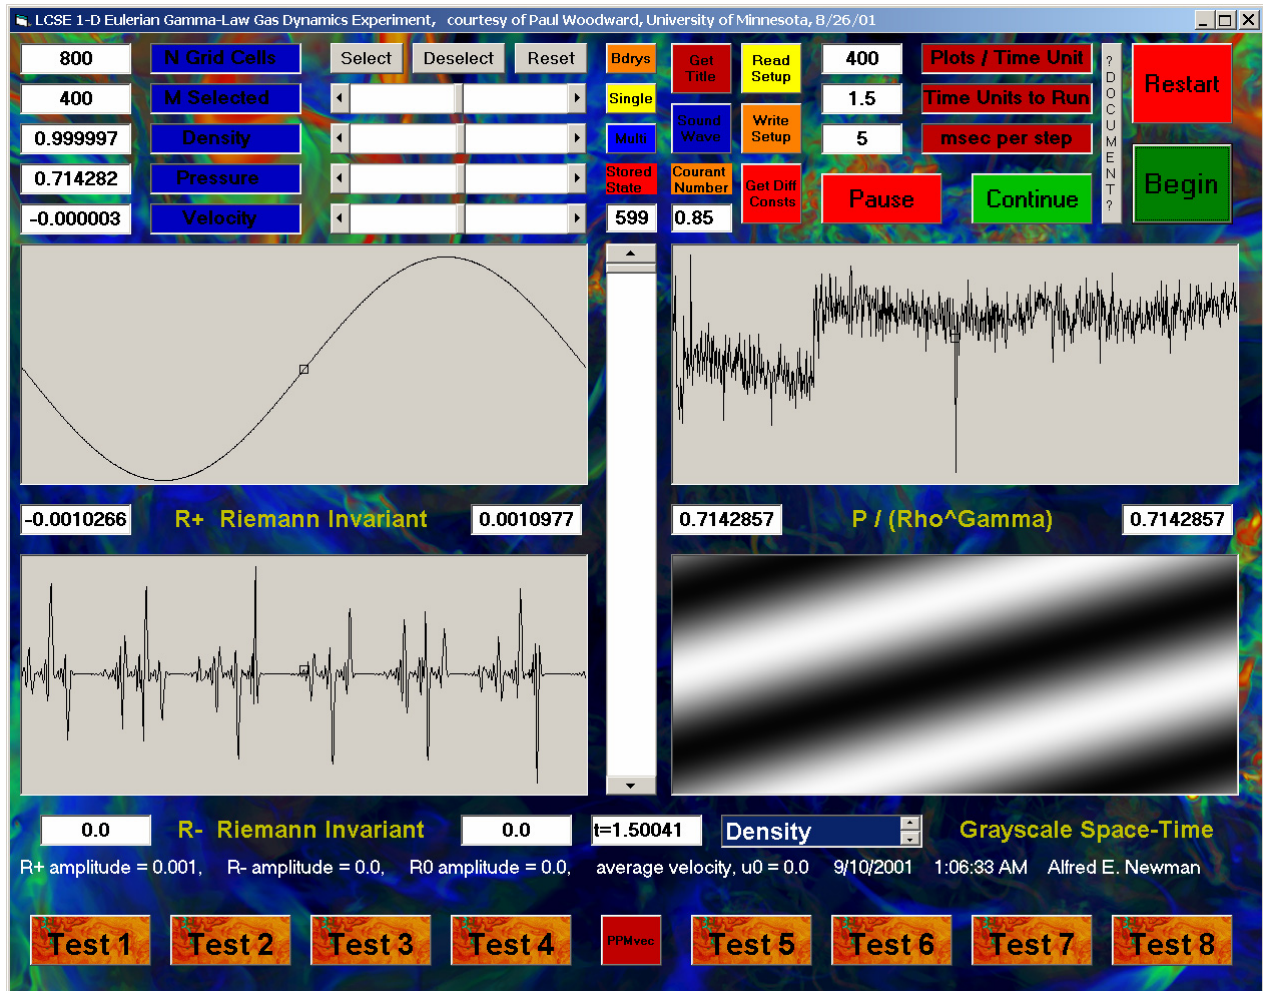 LCSE 1-D Eulerian Gamma-Law Gas Dynamics Experiment, courtesy of Paul Woodward, University of Minnesota, 8/26/01
800 N Grid Cells Select Deselect Reset Bdrys Get Title Read Setup 400 Plots / Time Unit ?DOCUMENT? Restart
400 M Selected Single 1.5 Time Units to Run
0.999997 Density Multi Sound Wave Write Setup 5 msec per step
0.714282 Pressure Stored State Courant Number Get Diff Consts Pause Continue Begin
-0.000003 Velocity 599 0.85
-0.0010266 R+ Riemann Invariant 0.0010977 0.7142857 P / (Rho^Gamma) 0.7142857
0.0 R- Riemann Invariant 0.0 t=1.50041 Density Grayscale Space-Time
R+ amplitude = 0.001, R- amplitude = 0.0, R0 amplitude = 0.0, average velocity, u0 = 0.0 9/10/2001 1:06:33 AM Alfred E. Newman
Test 1 Test 2 Test 3 Test 4 PPMvec Test 5 Test 6 Test 7 Test 8